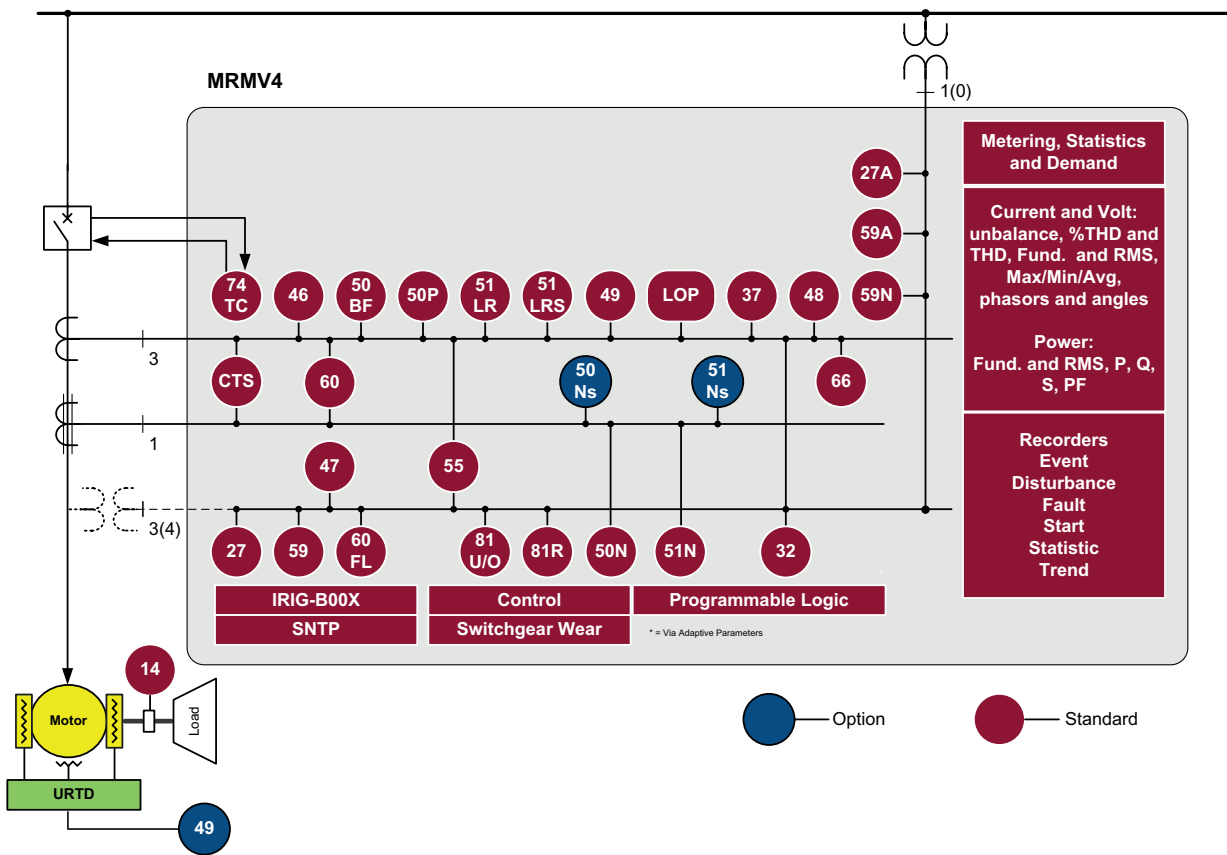 MRMV4
1(0)
27A
59A
74
TC
46
50
BF
50P
51
LR
51
LRS
49
LOP
37
48
59N
3
CTS
60
50
Ns
51
Ns
66
1
47
55
3(4)
27
59
60
FL
81
U/O
81R
50N
51N
32
IRIG-B00X
SNTP
Control
Switchgear Wear
Programmable Logic
* = Via Adaptive Parameters
Metering, Statistics
and Demand
Current and Volt:
unbalance, %THD and
THD, Fund. and RMS,
Max/Min/Avg,
phasors and angles
Power:
Fund. and RMS, P, Q,
S, PF
Recorders
Event
Disturbance
Fault
Start
Statistic
Trend
14
Motor
Load
URTD
49
Option
Standard